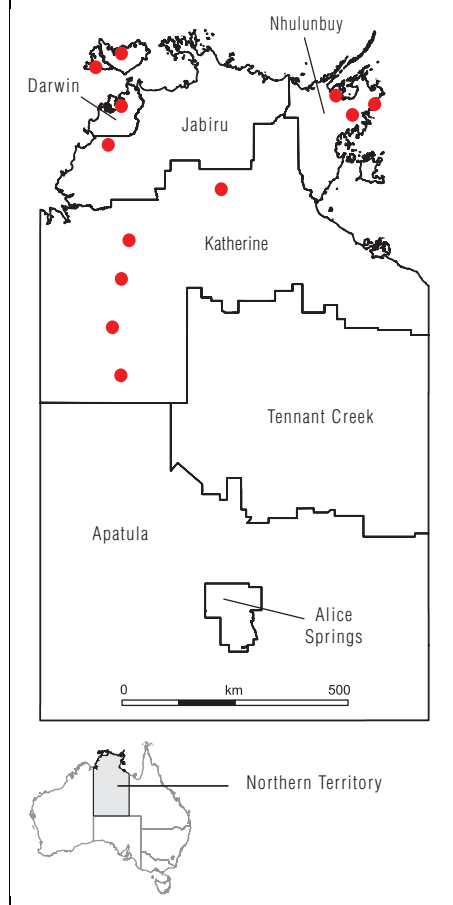 Nhulunbuy
Darwin
Jabiru
Katherine
Tennant Creek
Apatula
Alice
Springs
0 km 500
Northern Territory